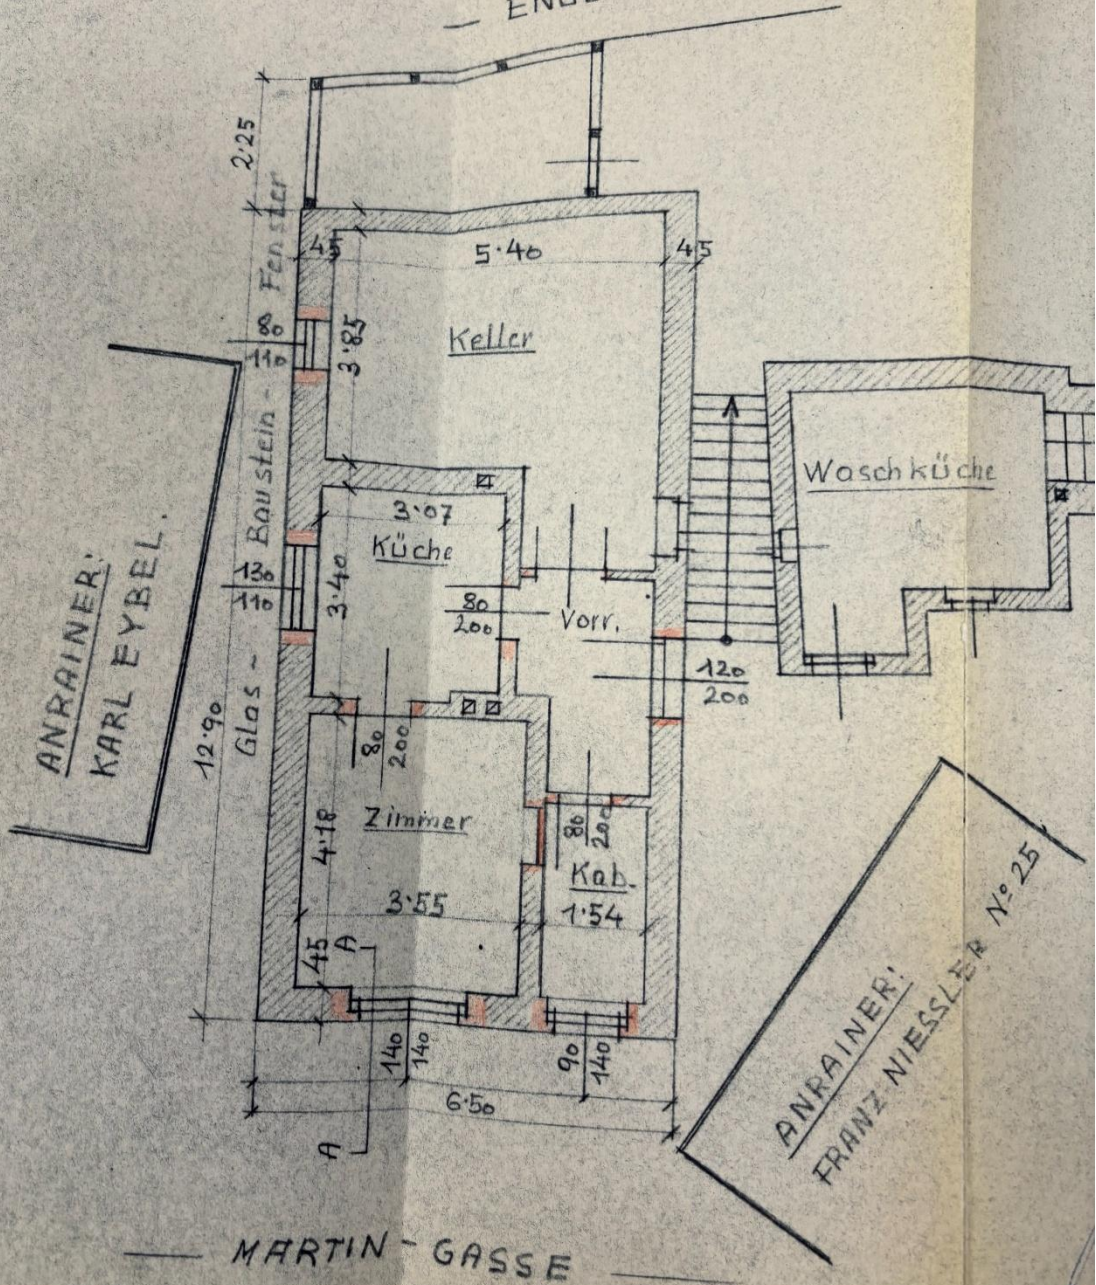 2·25
45
5·40
45
Keller
3·85
80
110
Glas - Baustein - Fenster
Waschküche
3·07
Küche
3·40
130
110
80
200
Vorr.
120
200
ANRAINER:
KARL EYBEL.
12·90
80
200
Zimmer
4·18
80
200
Kab.
3·55
1·54
45
A
140
140
90
140
6·50
A
ANRAINER:
FRANZ NIESSLER Nº 25
MARTIN - GASSE